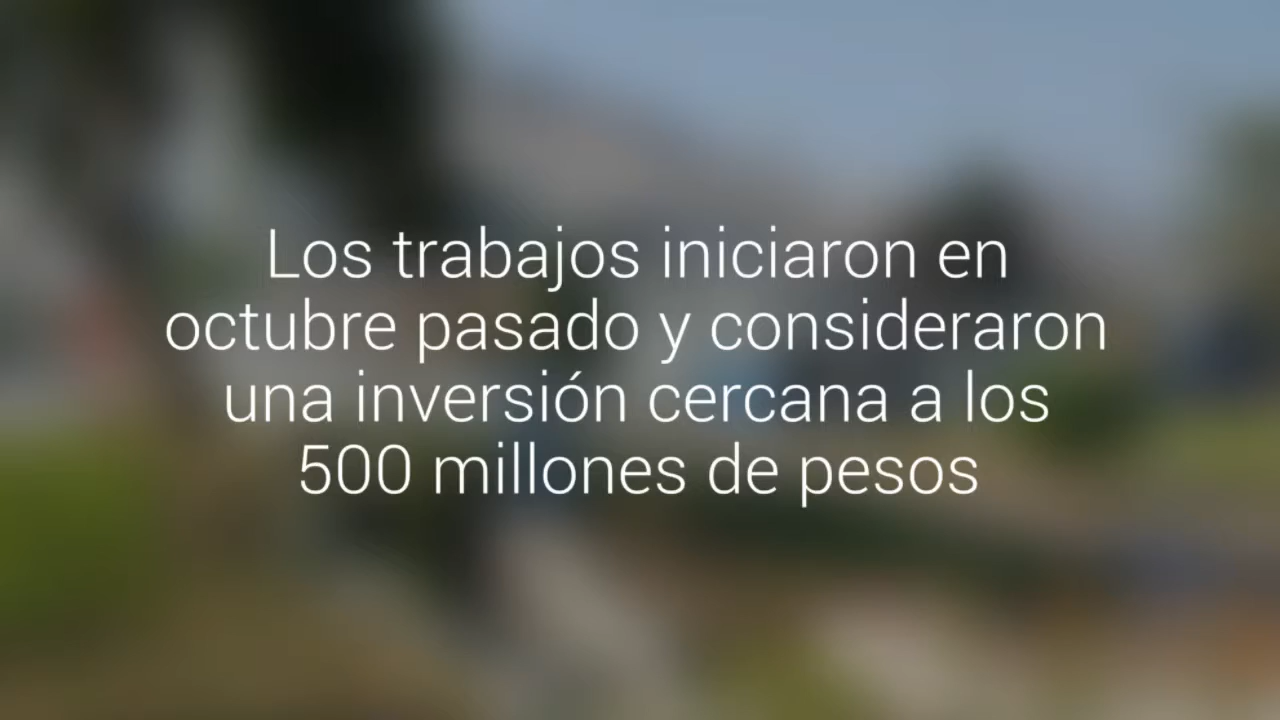 Los trabajos iniciaron en
octubre pasado y consideraron
una inversión cercana a los
500 millones de pesos